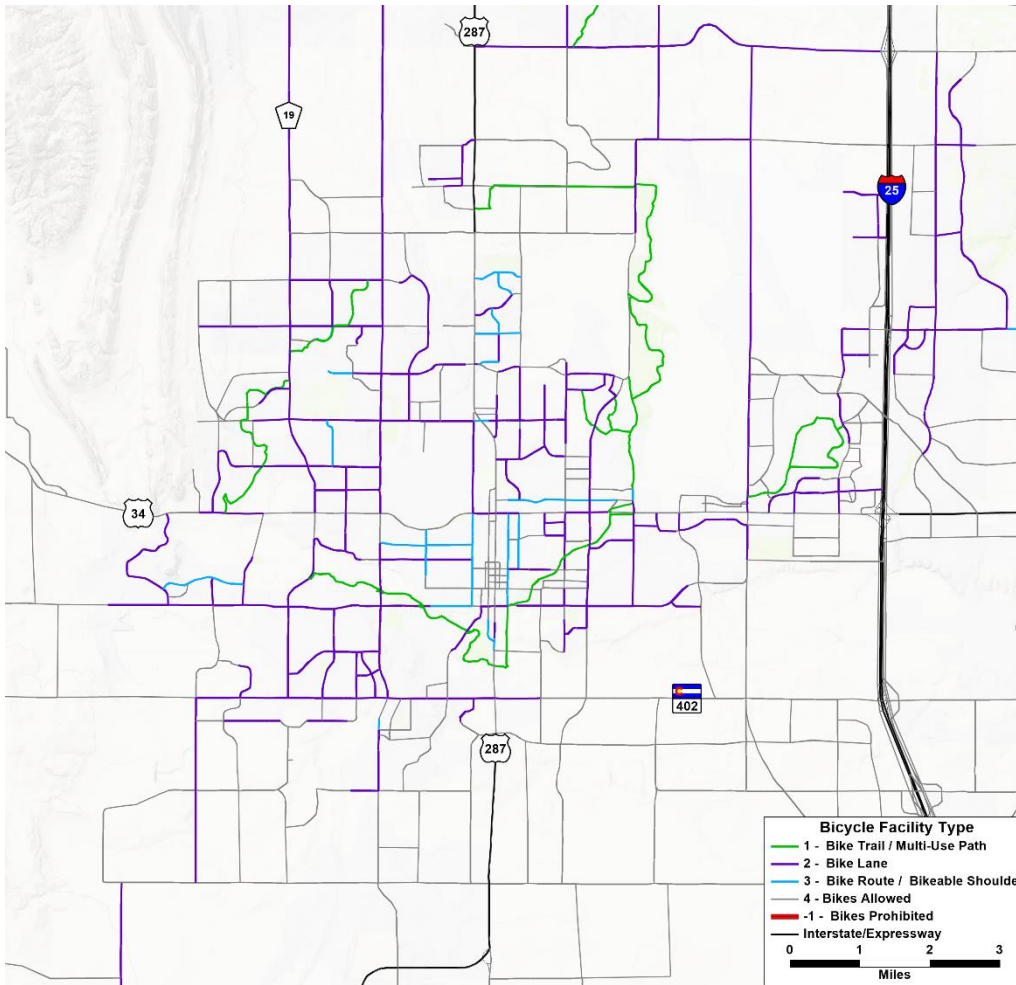 287
19
25
34
402
287
Bicycle Facility Type
1 - Bike Trail / Multi-Use Path
2 - Bike Lane
3 - Bike Route / Bikeable Shoulde
4 - Bikes Allowed
-1 - Bikes Prohibited
Interstate/Expressway
0 1 2 3
Miles